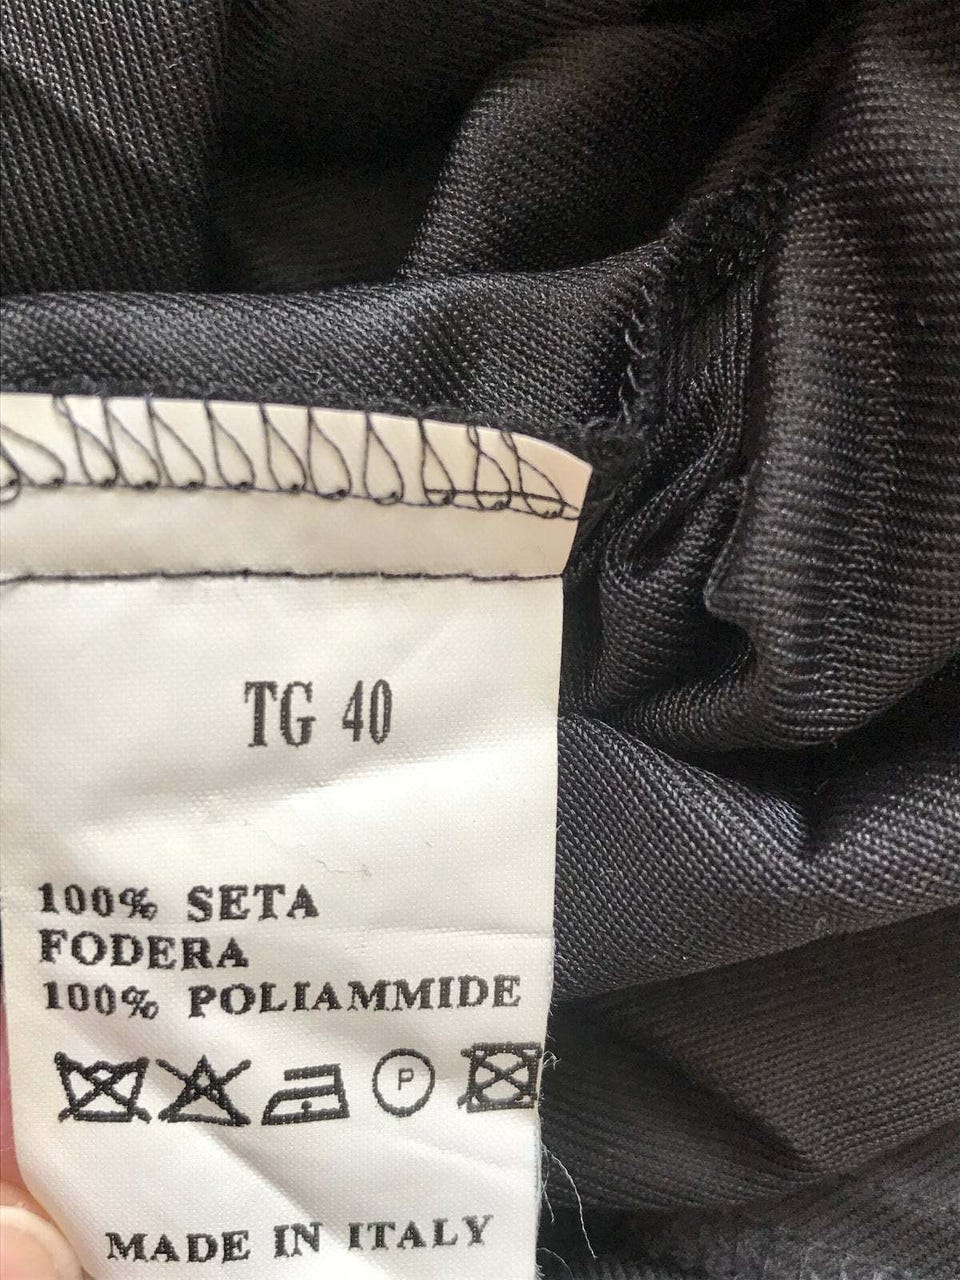 TG 40
100% SETA
FODERA
100% POLIAMMIDE
P
MADE IN ITALY